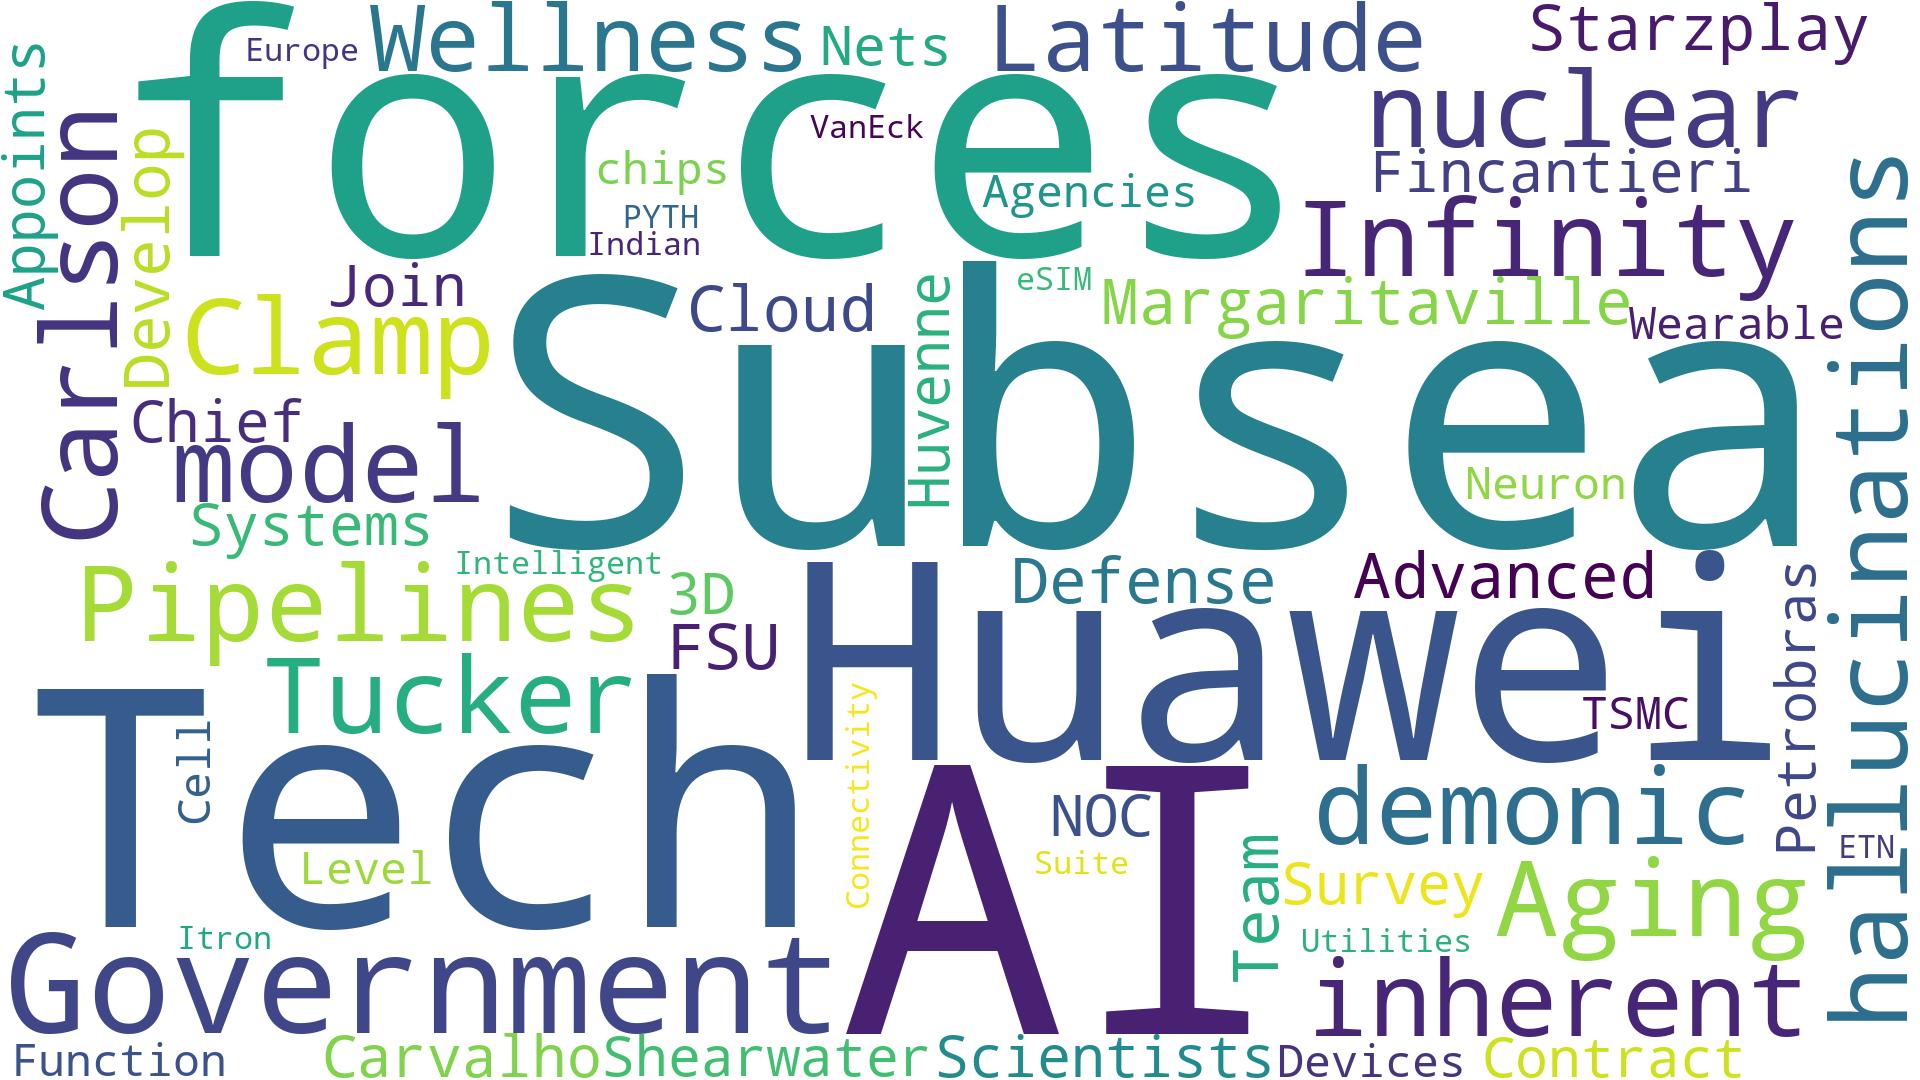 forces
Europe
Wellness
Nets
Latitude
Starzplay
Appoints
Carlson
Develop
VanEck
chips
Agencies
PYTH
Indian
nuclear
Fincantieri
Infinity
hallucinations
Join
Clamp
Cloud
Huvenne
eSIM
Margaritaville
Wearable
Subsea
Chief
model
Systems
Neuron
Pipelines
Intelligent
3D
FSU
Defense
Advanced
Huawei
Petrobras
Tucker
Tech
Cell
Level
Connectivity
TSMC
AI
NOC
Suite
demonic
ETN
Team
Survey
Aging
Utilities
Itron
Government
inherent
Function
Carvalho
Shearwater
Scientists
Devices
Contract